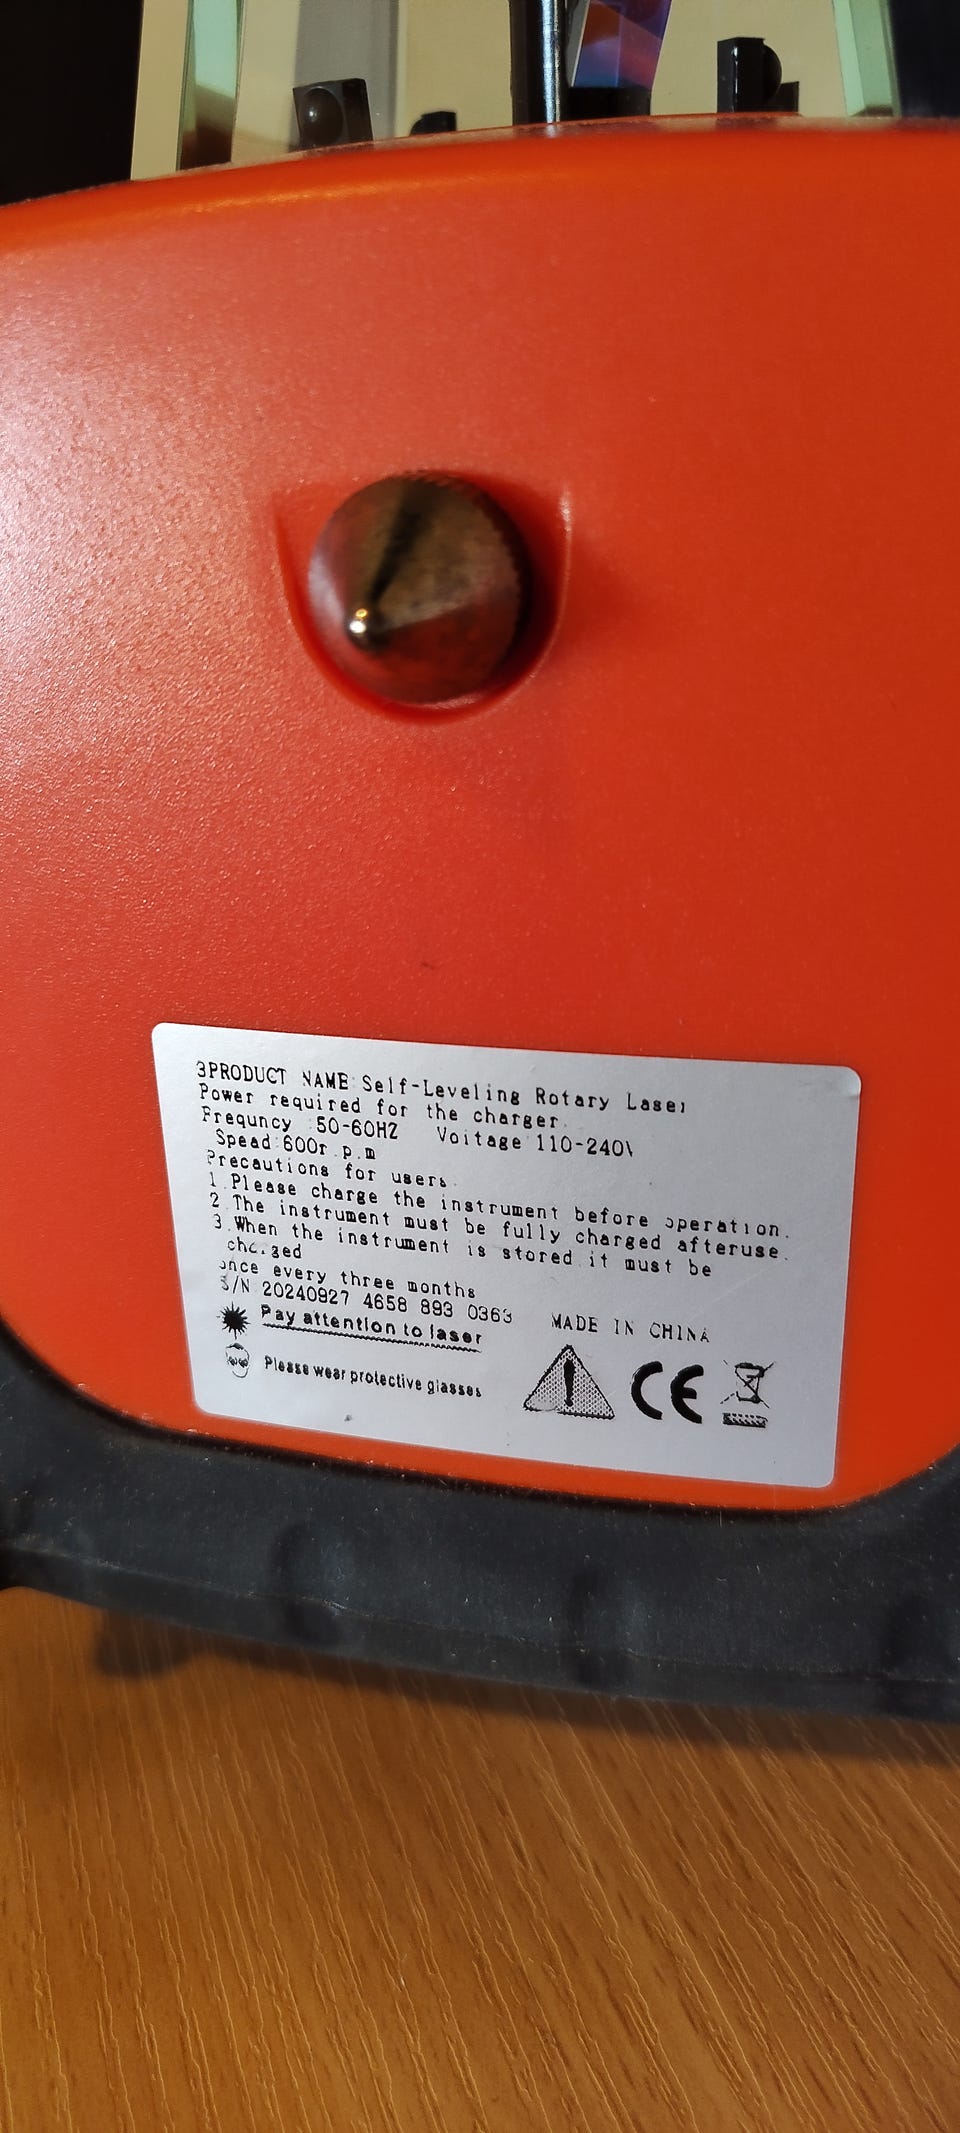 3PRODUCT NAME:Self-Leveling Rotary Laser
Power required for the charger
Frequncy :50-60HZ Voitage:110-240V
Spead:600r.p.m
Precautions for users
1.Please charge the instrument before operation.
2.The instrument must be fully charged afteruse.
3.When the instrument is stored it must be
charged
once every three months
S/N 20240927 4658 893 0363 MADE IN CHINA
Pay attention to laser
Please wear protective glasses
CE